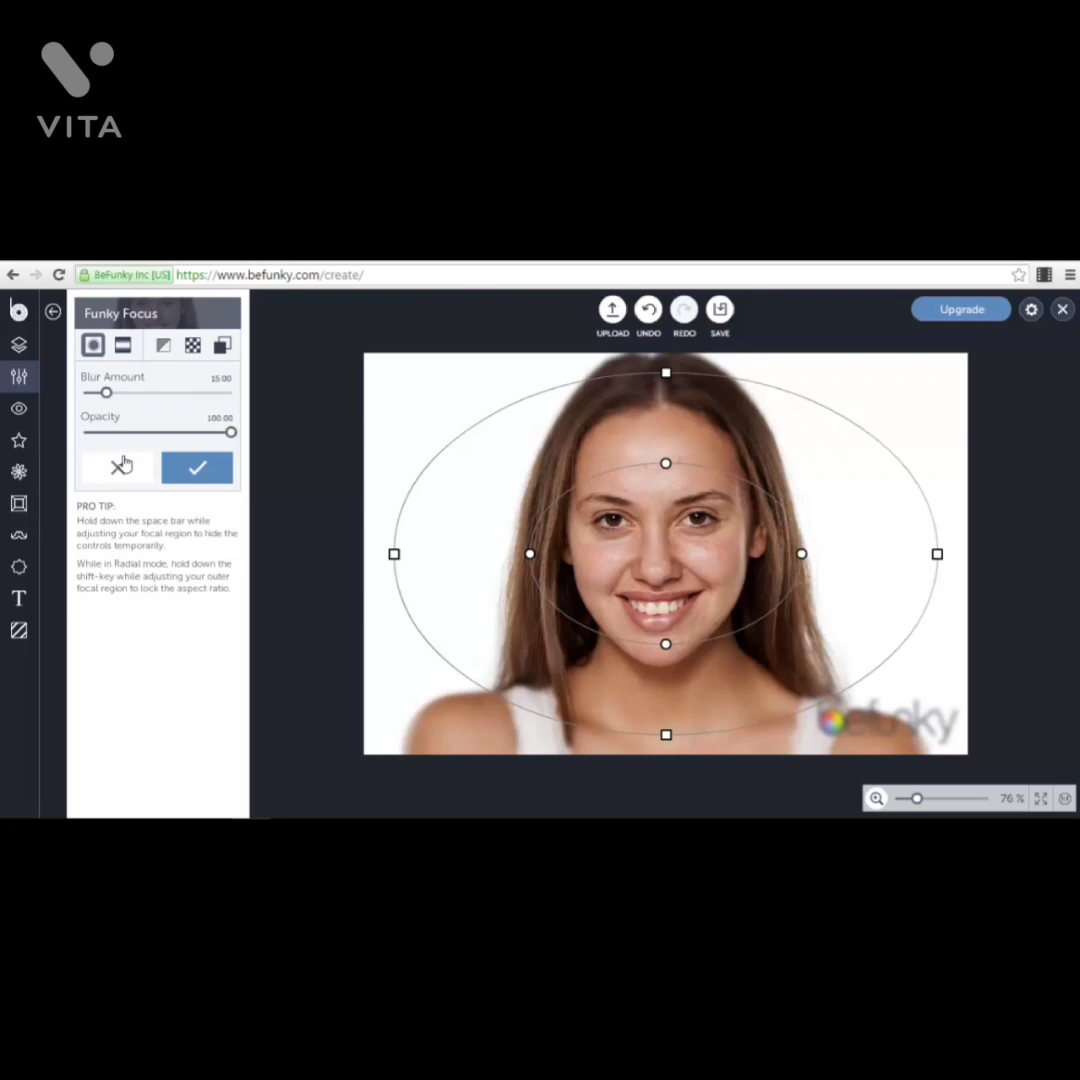 VITA
BeFunky Inc [US] https://www.befunky.com/create/
Funky Focus
UPLOAD UNDO REDO SAVE
Upgrade
Blur Amount 15.00
Opacity 100.00
PRO TIP:
Hold down the space bar while
adjusting your focal region to hide the
controls temporarily.
While in Radial mode, hold down the
shift-key while adjusting your outer
focal region to lock the aspect ratio.
Befunky
76 %